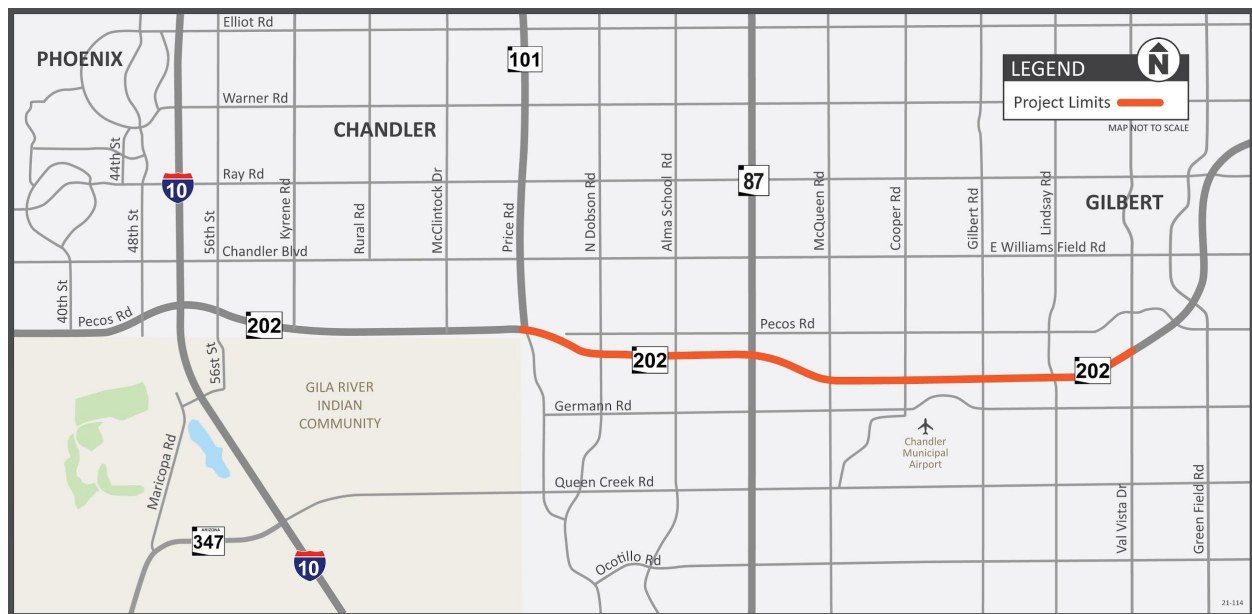 Elliot Rd
PHOENIX
101
LEGEND
N
Project Limits
MAP NOT TO SCALE
Warner Rd
CHANDLER
44th St
10
Ray Rd
87
48th St
56th St
Kyrene Rd
Rural Rd
McClintock Dr
Price Rd
N Dobson Rd
Alma School Rd
McQueen Rd
Cooper Rd
Gilbert Rd
Lindsay Rd
GILBERT
Chandler Blvd
E Williams Field Rd
40th St
Pecos Rd
202
Pecos Rd
202
202
56st St
GILA RIVER
INDIAN
COMMUNITY
Germann Rd
Chandler
Municipal
Airport
Maricopa Rd
Queen Creek Rd
Val Vista Dr
Green Field Rd
ARIZONA
347
10
Ocotillo Rd
21-114